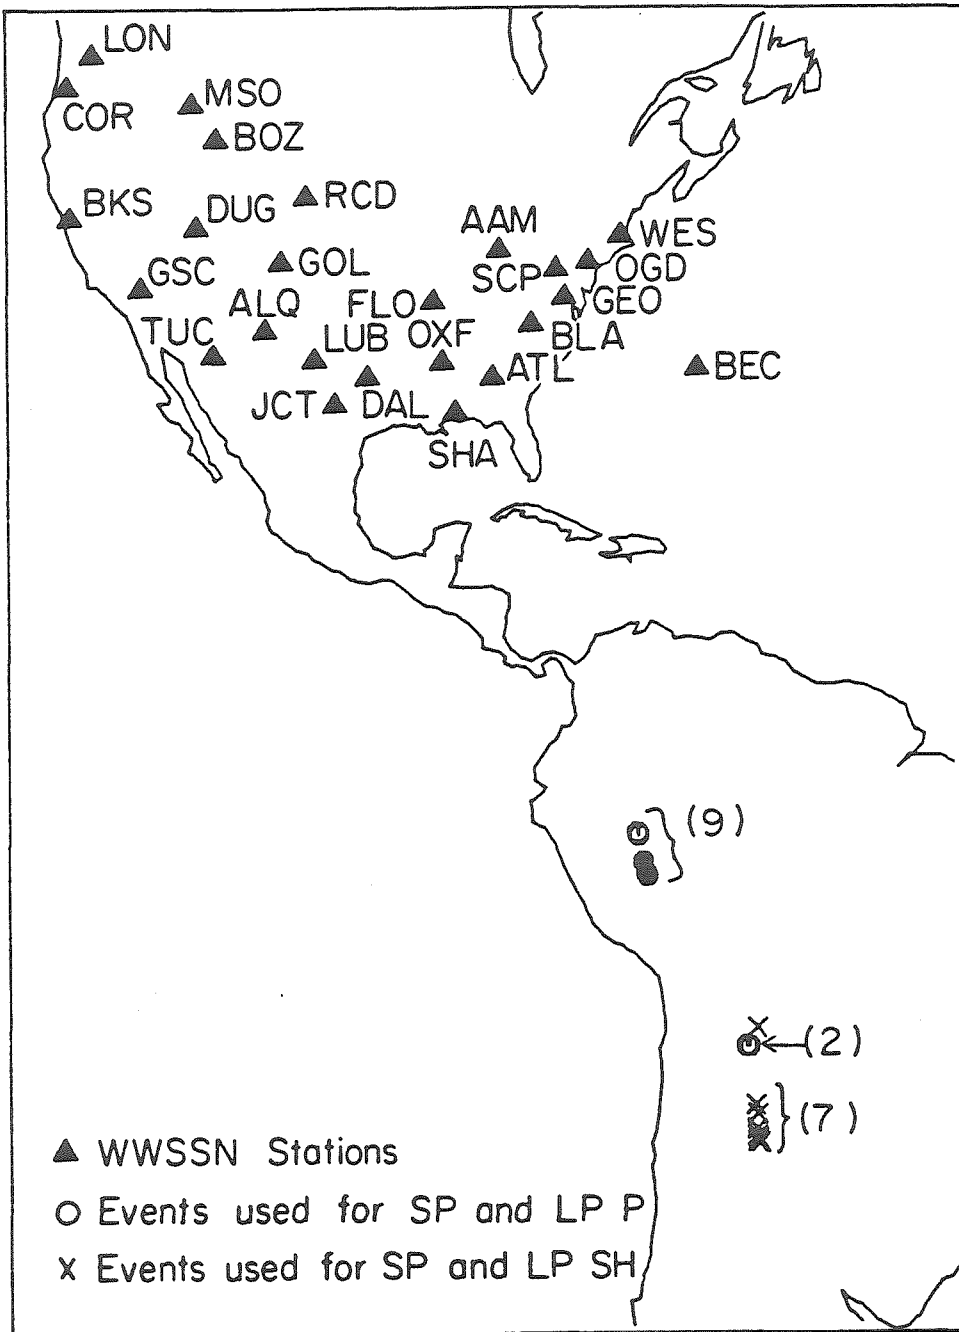 LON
COR
MSO
BOZ
BKS
DUG
RCD
AAM
WES
GSC
GOL
SCP
OGD
ALQ
FLO
GEO
TUC
LUB
OXF
BLA
ATL
BEC
JCT
DAL
SHA
(9)
(2)
(7)
WWSSN Stations
Events used for SP and LP P
Events used for SP and LP SH